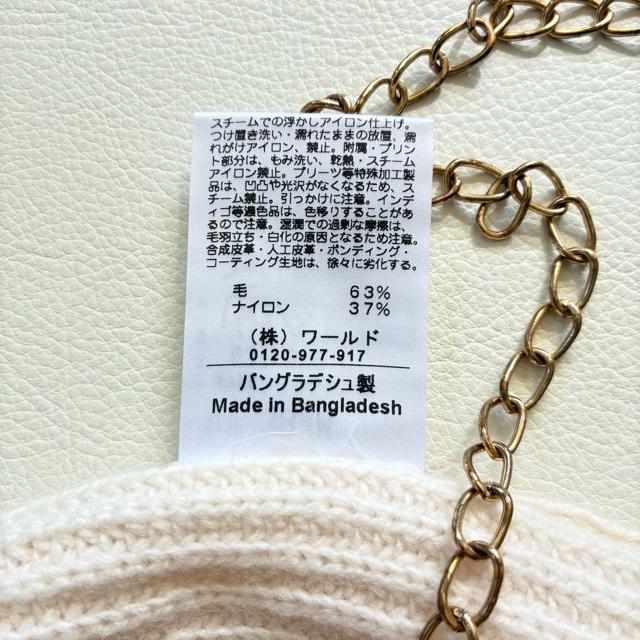 スチームでの浮かしアイロン仕上げ。
つけ置き洗い・濡れたままの放置、濡
れがけアイロン、禁止。附属・プリン
ト部分は、もみ洗い、乾熱・スチーム
アイロン禁止。プリーツ等特殊加工製
品は、凹凸や光沢がなくなるため、ス
チーム禁止。引っかけに注意。インデ
ィゴ等濃色品は、色移りすることがあ
るので注意。湿潤での過剰な摩擦は、
毛羽立ち・白化の原因となるため注意。
合成皮革・人工皮革・ボンディング・
コーティング生地は、徐々に劣化する。
毛 63%
ナイロン 37%
(株) ワールド
0120-977-917
バングラデシュ製
Made in Bangladesh